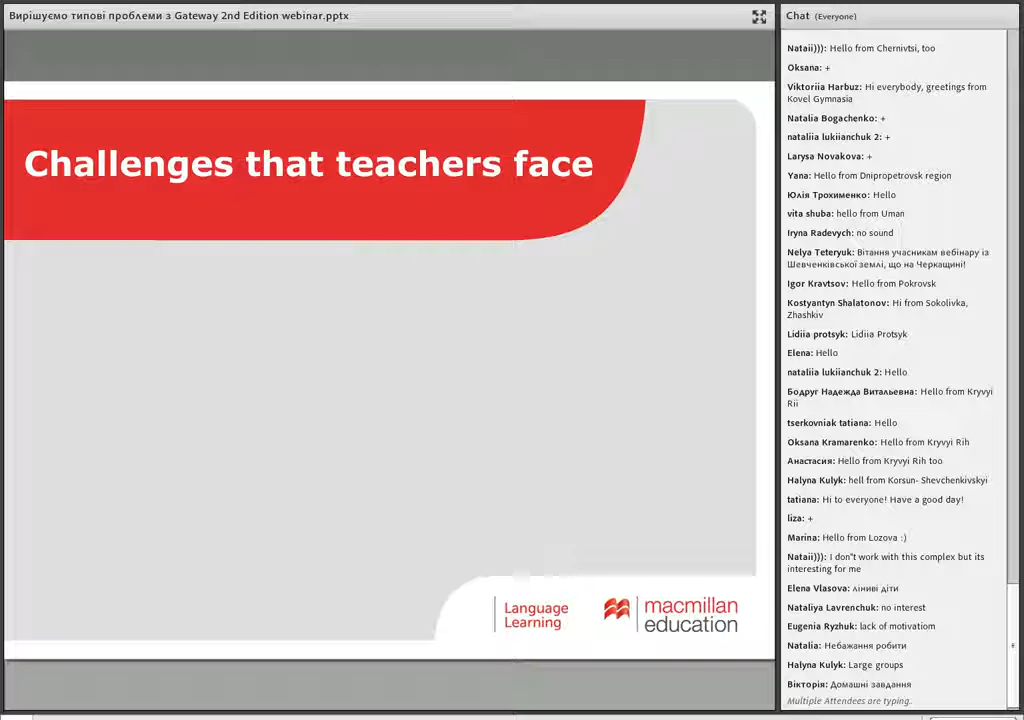 Вирішуємо типові проблеми з Gateway 2nd Edition webinar.pptx
Challenges that teachers face
Language
Learning
macmillan
education
Chat (Everyone)
Nataii))): Hello from Chernivtsi, too
Oksana: +
Viktoriia Harbuz: Hi everybody, greetings from
Kovel Gymnasia
Natalia Bogachenko: +
nataliia lukiianchuk 2: +
Larysa Novakova: +
Yana: Hello from Dnipropetrovsk region
Юлія Трохименко: Hello
vita shuba: hello from Uman
Iryna Radevych: no sound
Nelya Teteryuk: Вітання учасникам вебінару із
Шевченківської землі, що на Черкащині!
Igor Kravtsov: Hello from Pokrovsk
Kostyantyn Shalatonov: Hi from Sokolivka,
Zhashkiv
Lidiia protsyk: Lidiia Protsyk
Elena: Hello
nataliia lukiianchuk 2: Hello
Бодруг Надежда Витальевна: Hello from Kryvyi
Rii
tserkovniak tatiana: Hello
Oksana Kramarenko: Hello from Kryvyi Rih
Анастасия: Hello from Kryvyi Rih too
Halyna Kulyk: hell from Korsun- Shevchenkivskyi
tatiana: Hi to everyone! Have a good day!
liza: +
Marina: Hello from Lozova :)
Nataii))): I don"t work with this complex but its
interesting for me
Elena Vlasova: ліниві діти
Nataliya Lavrenchuk: no interest
Eugenia Ryzhuk: lack of motivatiom
Natalia: Небажання робити
Halyna Kulyk: Large groups
Вікторія: Домашні завдання
Multiple Attendees are typing.